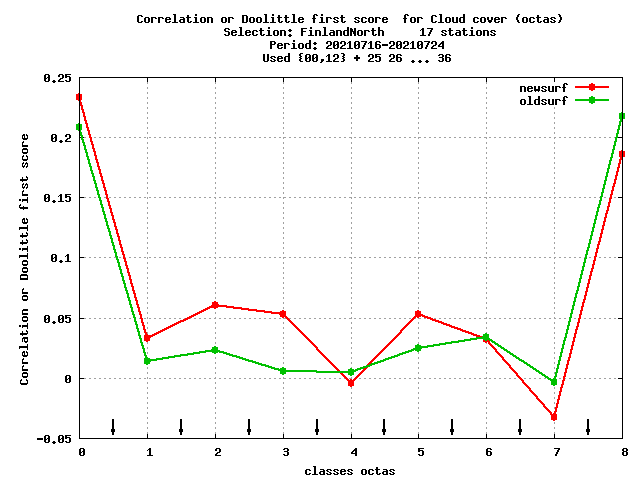 Correlation or Doolittle first score  for Cloud cover (octas)
Selection: FinlandNorth     17 stations
Period: 20210716-20210724
Used {00,12} + 25 26 ... 36
newsurf
oldsurf
Correlation or Doolittle first score
0.25
0.2
0.15
0.1
0.05
0
-0.05
0 1 2 3 4 5 6 7 8
classes octas